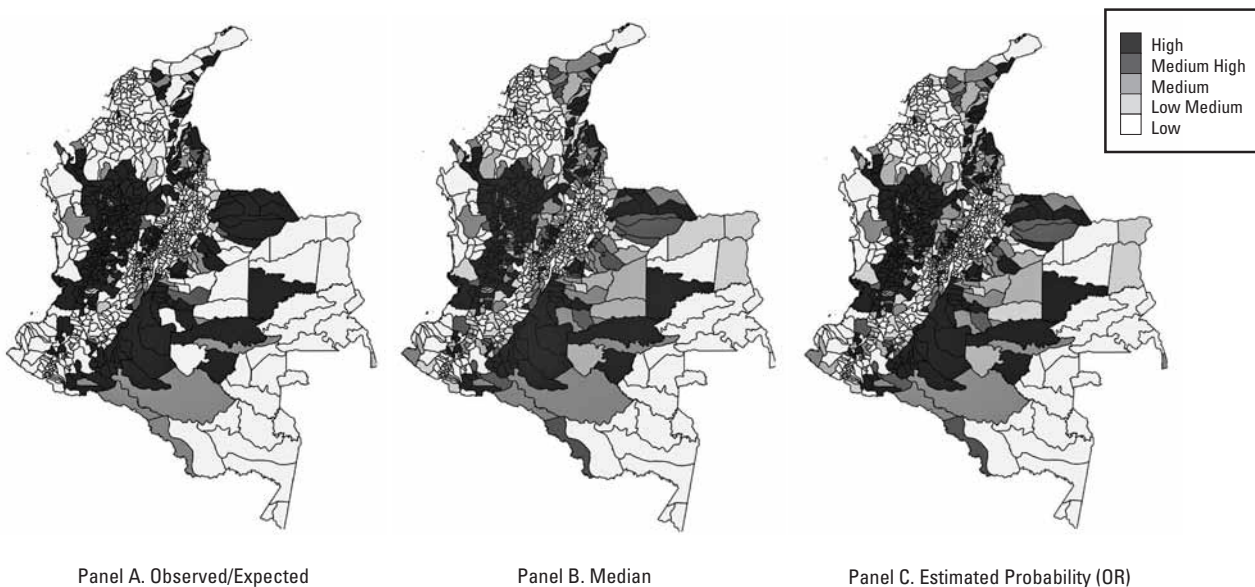 High
Medium High
Medium
Low Medium
Low
Panel A. Observed/Expected
Panel B. Median
Panel C. Estimated Probability (OR)